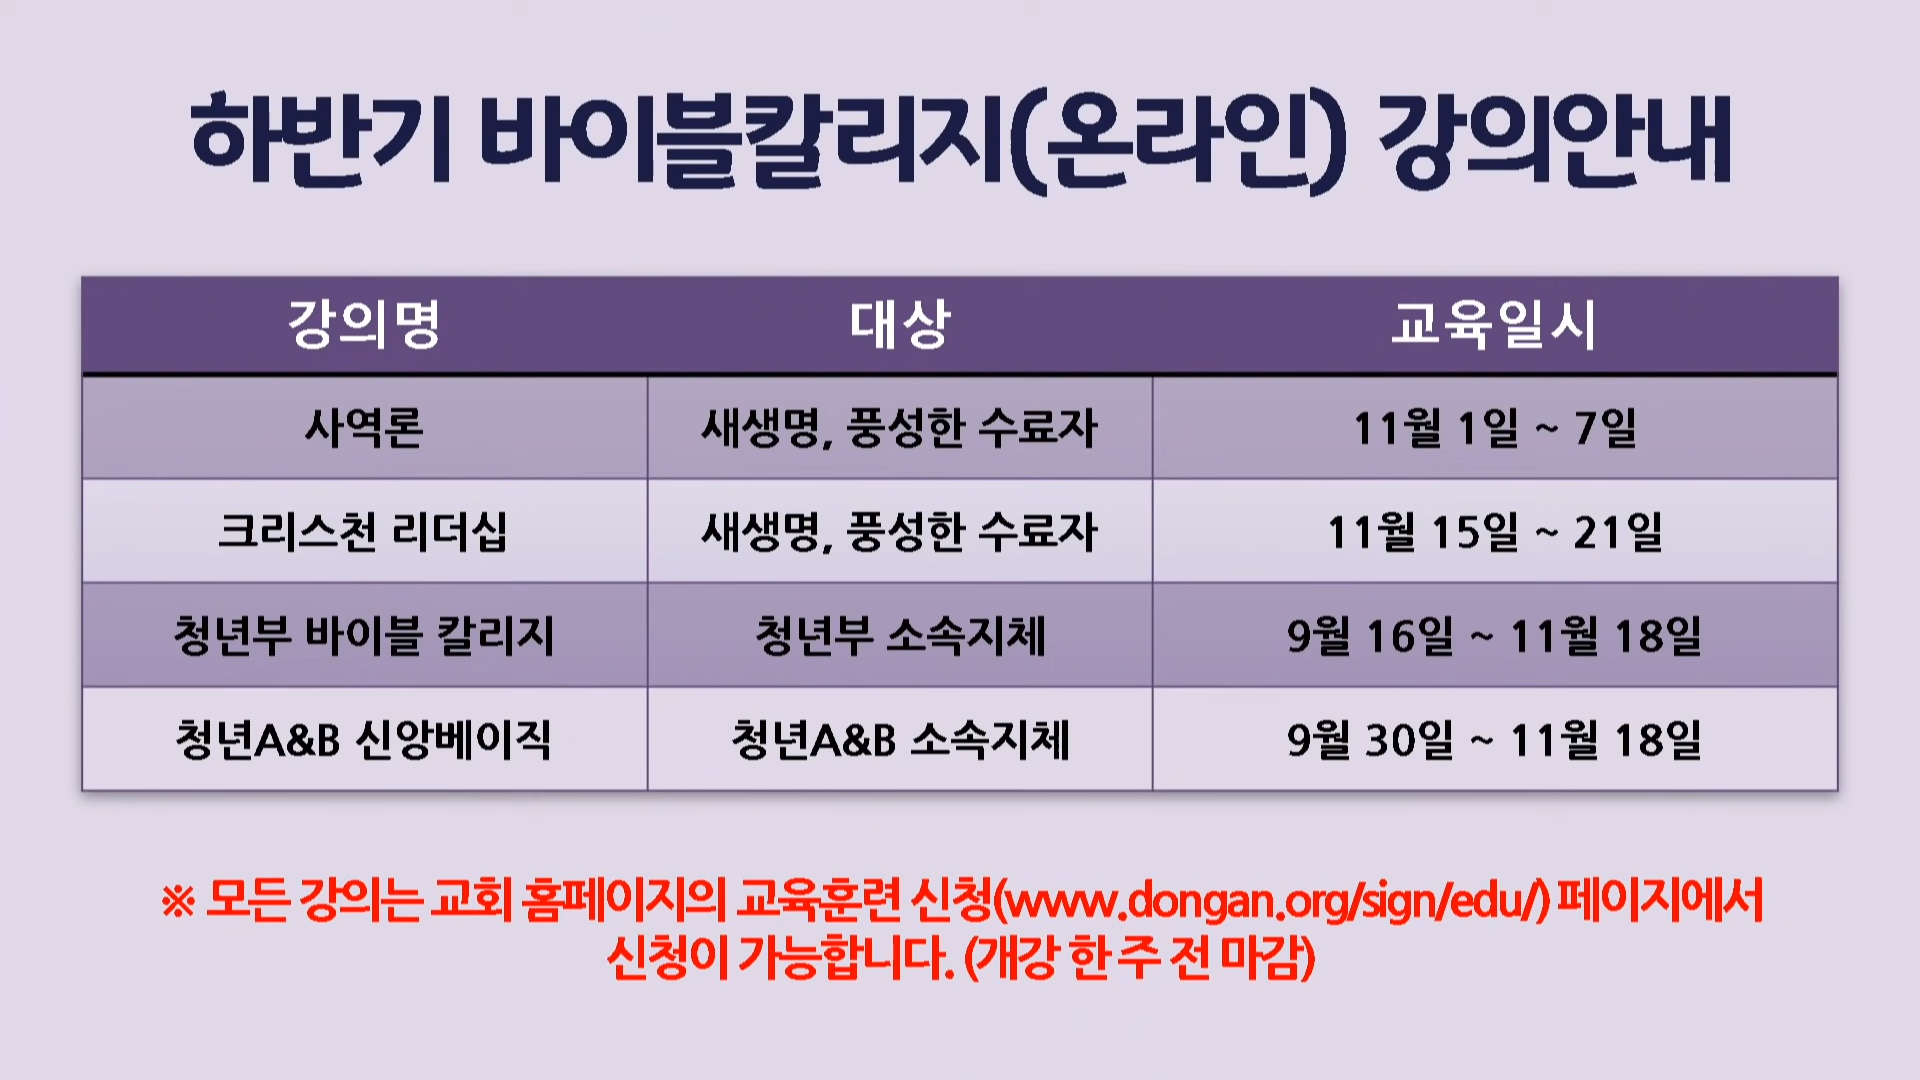 하반기 바이블칼리지(온라인) 강의안내
강의명 대상 교육일시
사역론 새생명, 풍성한 수료자 11월 1일 ~ 7일
크리스천 리더십 새생명, 풍성한 수료자 11월 15일 ~ 21일
청년부 바이블 칼리지 청년부 소속지체 9월 16일 ~ 11월 18일
청년A&B 신앙베이직 청년A&B 소속지체 9월 30일 ~ 11월 18일
※ 모든 강의는 교회 홈페이지의 교육훈련 신청(www.dongan.org/sign/edu/) 페이지에서
신청이 가능합니다. (개강 한 주 전 마감)